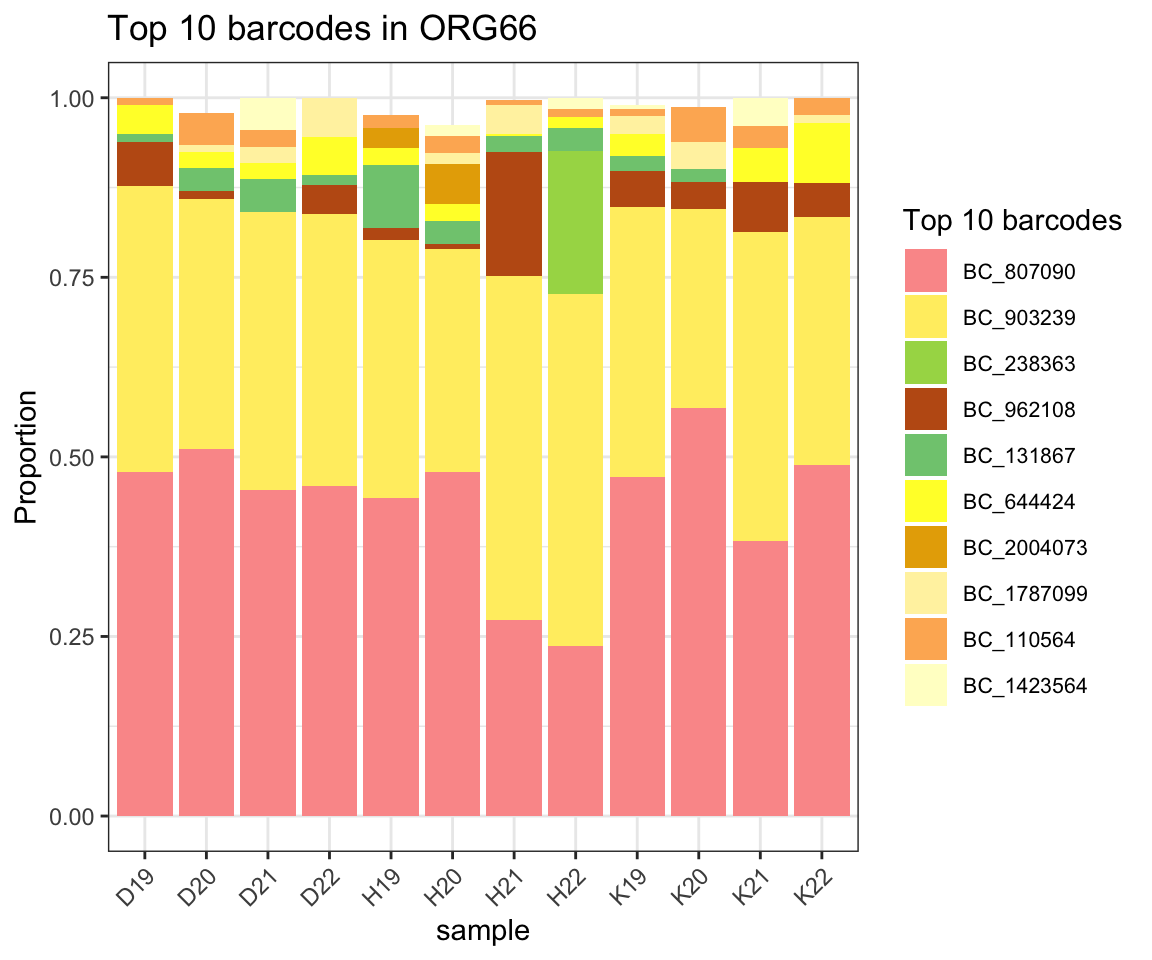 Top 10 barcodes in ORG66
1.00
0.75
0.50
0.25
0.00
Proportion
D19
D20
D21
D22
H19
H20
H21
H22
K19
K20
K21
K22
sample
Top 10 barcodes
BC_807090
BC_903239
BC_238363
BC_962108
BC_131867
BC_644424
BC_2004073
BC_1787099
BC_110564
BC_1423564